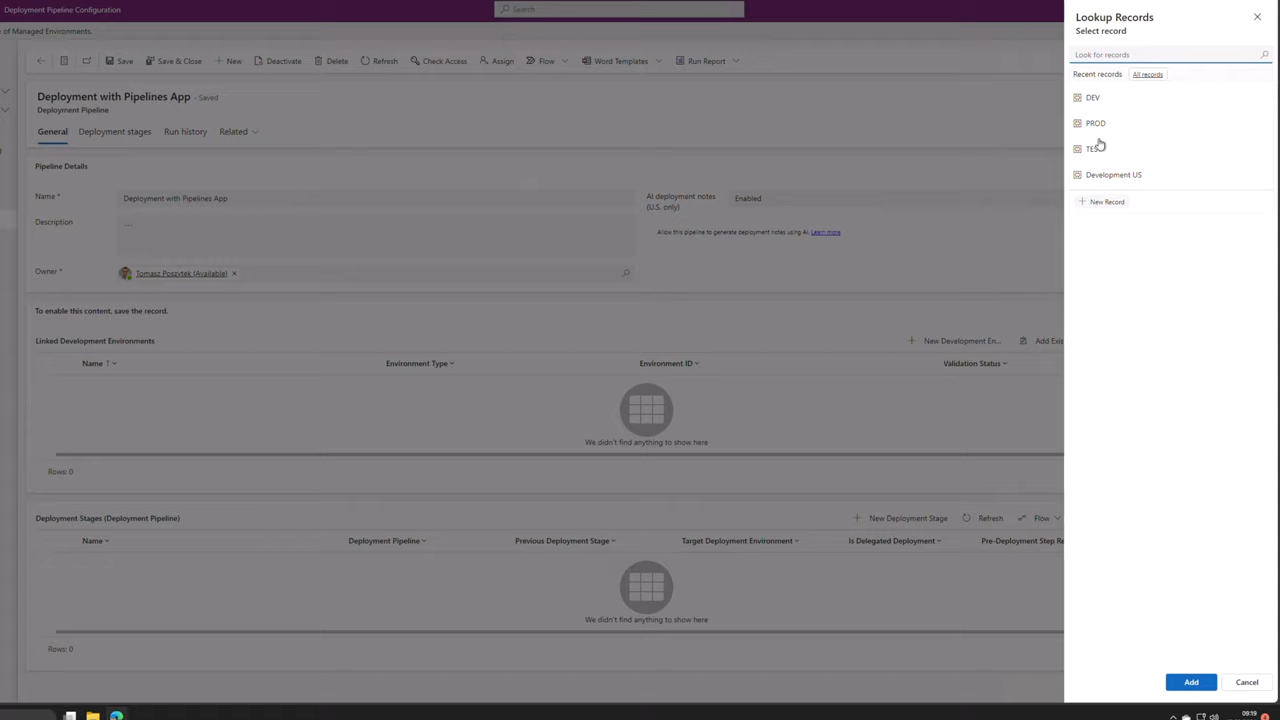 Deployment Pipeline Configuration
Search
e of Managed Environments.
Save
Save & Close
New
Deactivate
Delete
Refresh
Check Access
Assign
Flow
Word Templates
Run Report
Deployment with Pipelines App - Saved
Deployment Pipeline
General
Deployment stages
Run history
Related
Pipeline Details
Name *
Deployment with Pipelines App
AI deployment notes
(U.S. only)
Enabled
Description
---
Allow this pipeline to generate deployment notes using AI. Learn more
Owner *
Tomasz Poszytek (Available)
To enable this content, save the record.
Linked Development Environments
New Development En...
Add Exis
Name ↑
Environment Type
Environment ID
Validation Status
We didn't find anything to show here
Rows: 0
Deployment Stages (Deployment Pipeline)
New Deployment Stage
Refresh
Flow
Name
Deployment Pipeline
Previous Deployment Stage
Target Deployment Environment
Is Delegated Deployment
Pre-Deployment Step Re
We didn't find anything to show here
Rows: 0
Lookup Records
Select record
Look for records
Recent records
All records
DEV
PROD
TEST
Development US
New Record
Add
Cancel
09:19